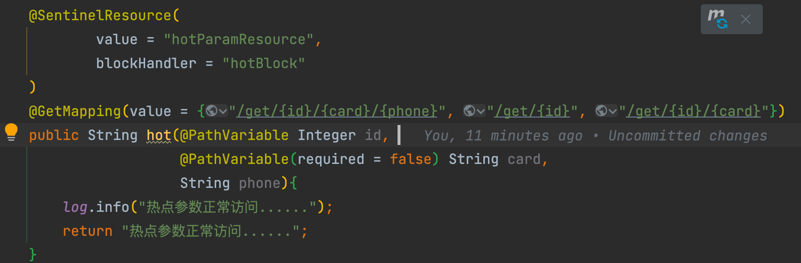 @SentinelResource(
value = "hotParamResource",
blockHandler = "hotBlock"
)
@GetMapping(value = {"/get/{id}/{card}/{phone}", "/get/{id}", "/get/{id}/{card}"})
public String hot(@PathVariable Integer id, You, 11 minutes ago • Uncommitted changes
@PathVariable(required = false) String card,
String phone){
log.info("热点参数正常访问......");
return "热点参数正常访问......";
}